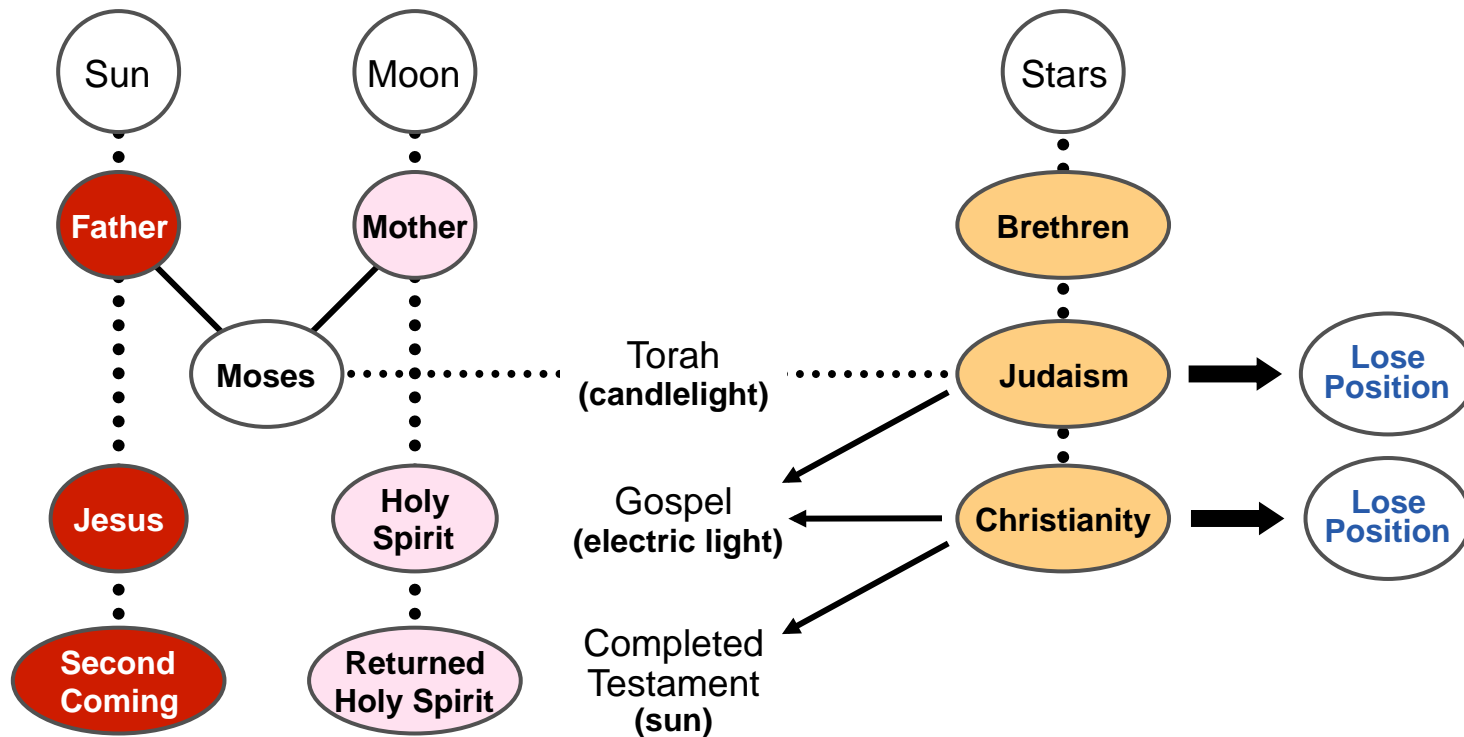 Sun
Moon
Stars
Father
Mother
Brethren
Moses
Torah
(candlelight)
Judaism
Lose
Position
Jesus
Holy
Spirit
Gospel
(electric light)
Christianity
Lose
Position
Second
Coming
Returned
Holy Spirit
Completed
Testament
(sun)